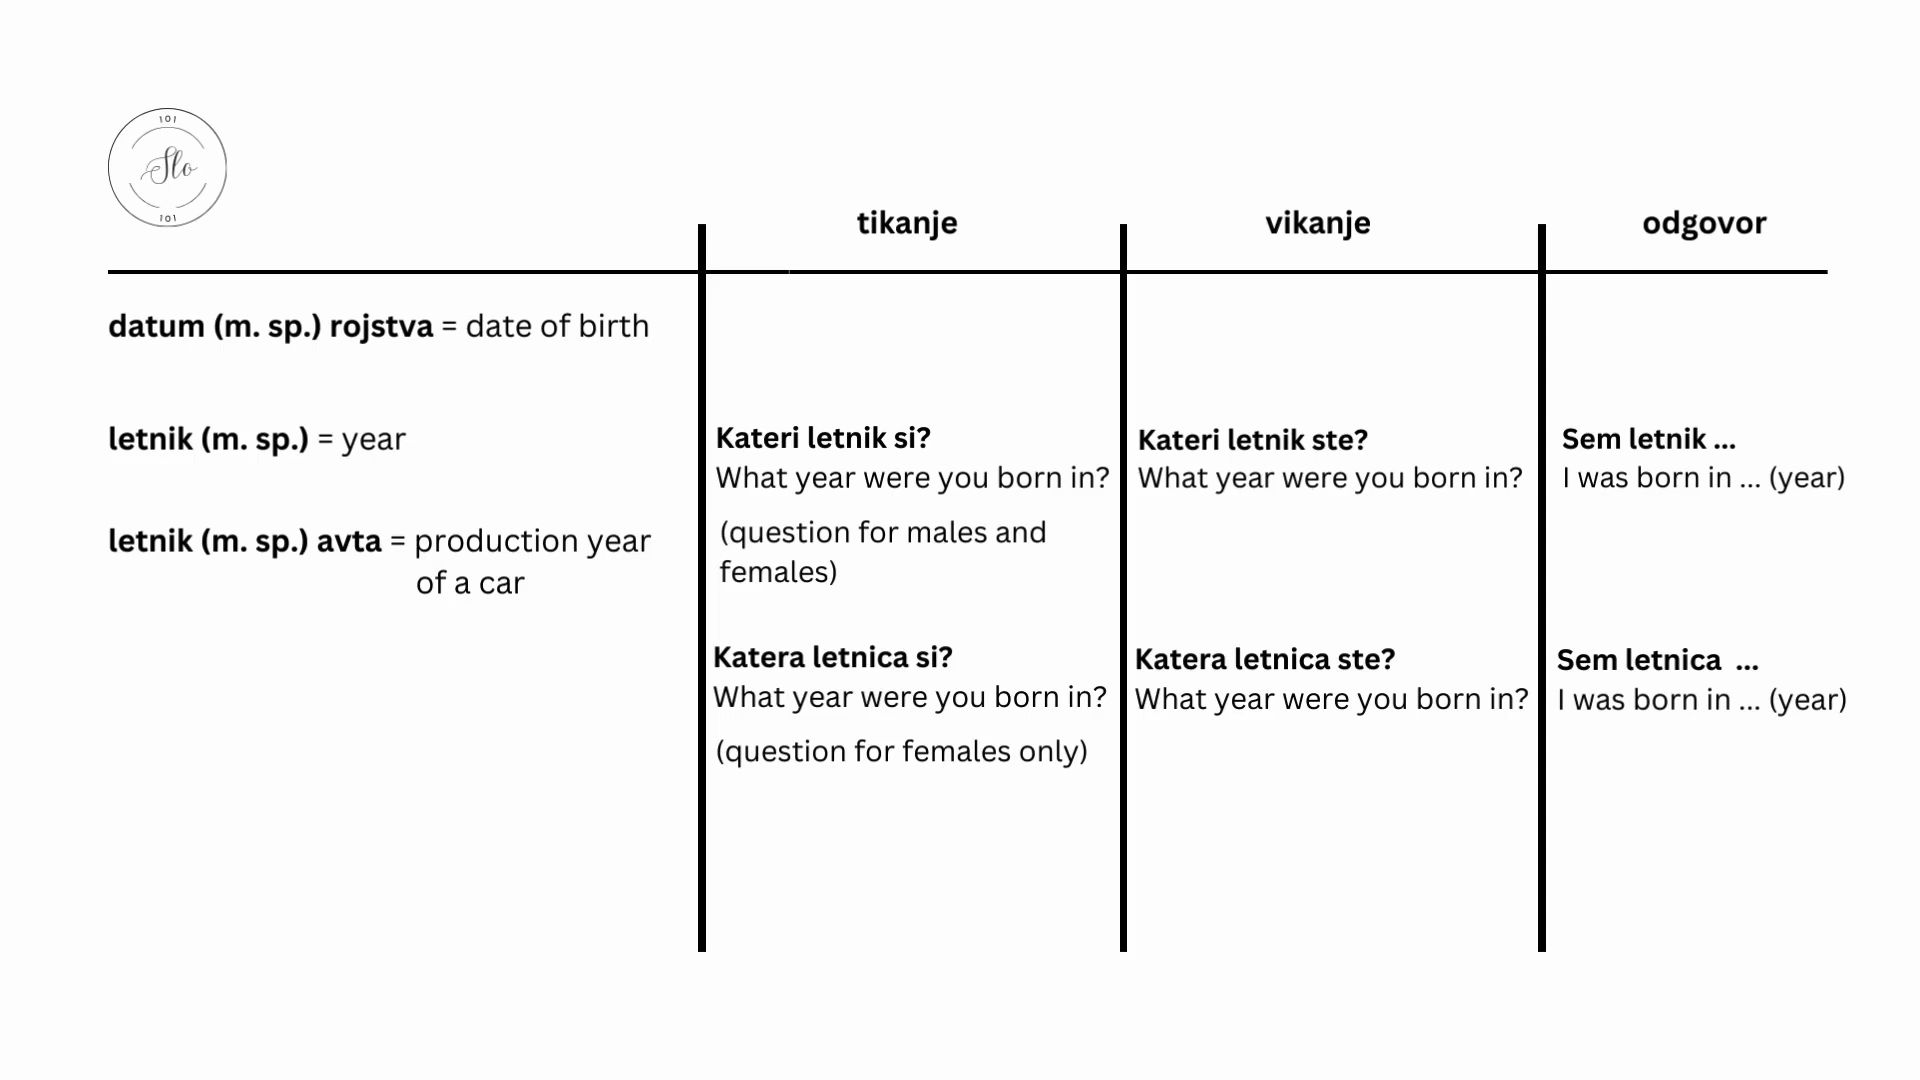 101
Slo
101
tikanje
vikanje
odgovor
datum (m. sp.) rojstva = date of birth
letnik (m. sp.) = year
letnik (m. sp.) avta = production year
of a car
Kateri letnik si?
What year were you born in?
(question for males and
females)
Katera letnica si?
What year were you born in?
(question for females only)
Kateri letnik ste?
What year were you born in?
Katera letnica ste?
What year were you born in?
Sem letnik ...
I was born in ... (year)
Sem letnica ...
I was born in ... (year)